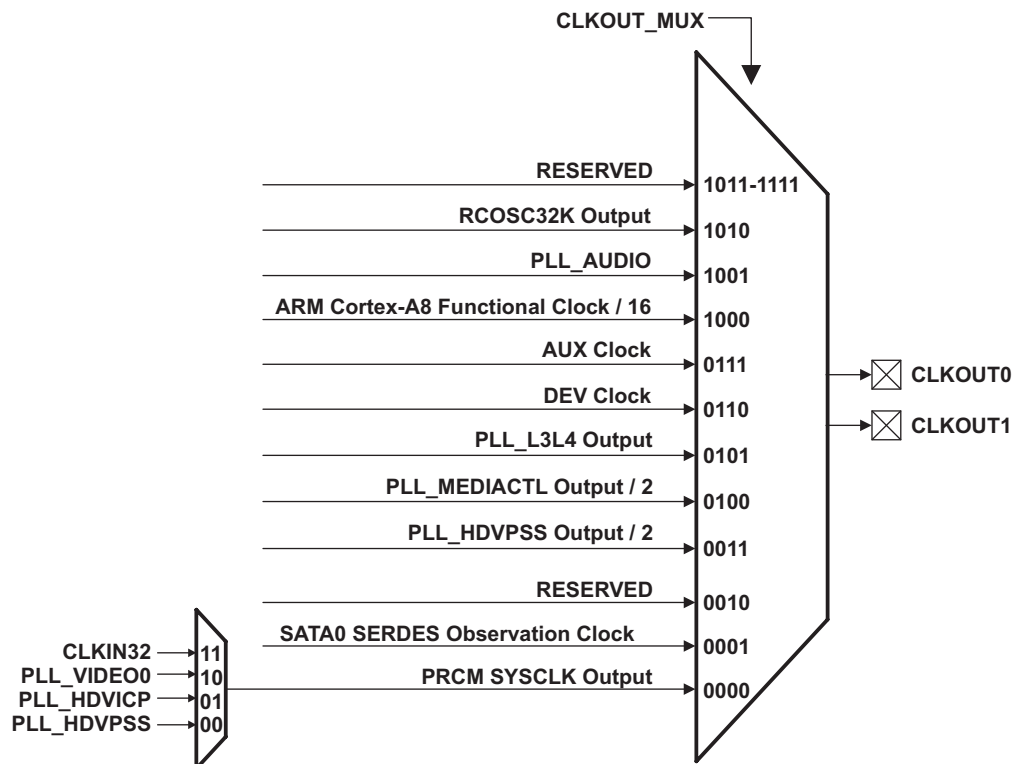 CLKOUT_MUX
RESERVED
1011-1111
RCOSC32K Output
1010
PLL_AUDIO
1001
ARM Cortex-A8 Functional Clock / 16
1000
AUX Clock
0111
CLKOUT0
DEV Clock
0110
CLKOUT1
PLL_L3L4 Output
0101
PLL_MEDIACTL Output / 2
0100
PLL_HDVPSS Output / 2
0011
RESERVED
0010
SATA0 SERDES Observation Clock
0001
PRCM SYSCLK Output
0000
CLKIN32
11
PLL_VIDEO0
10
PLL_HDVICP
01
PLL_HDVPSS
00